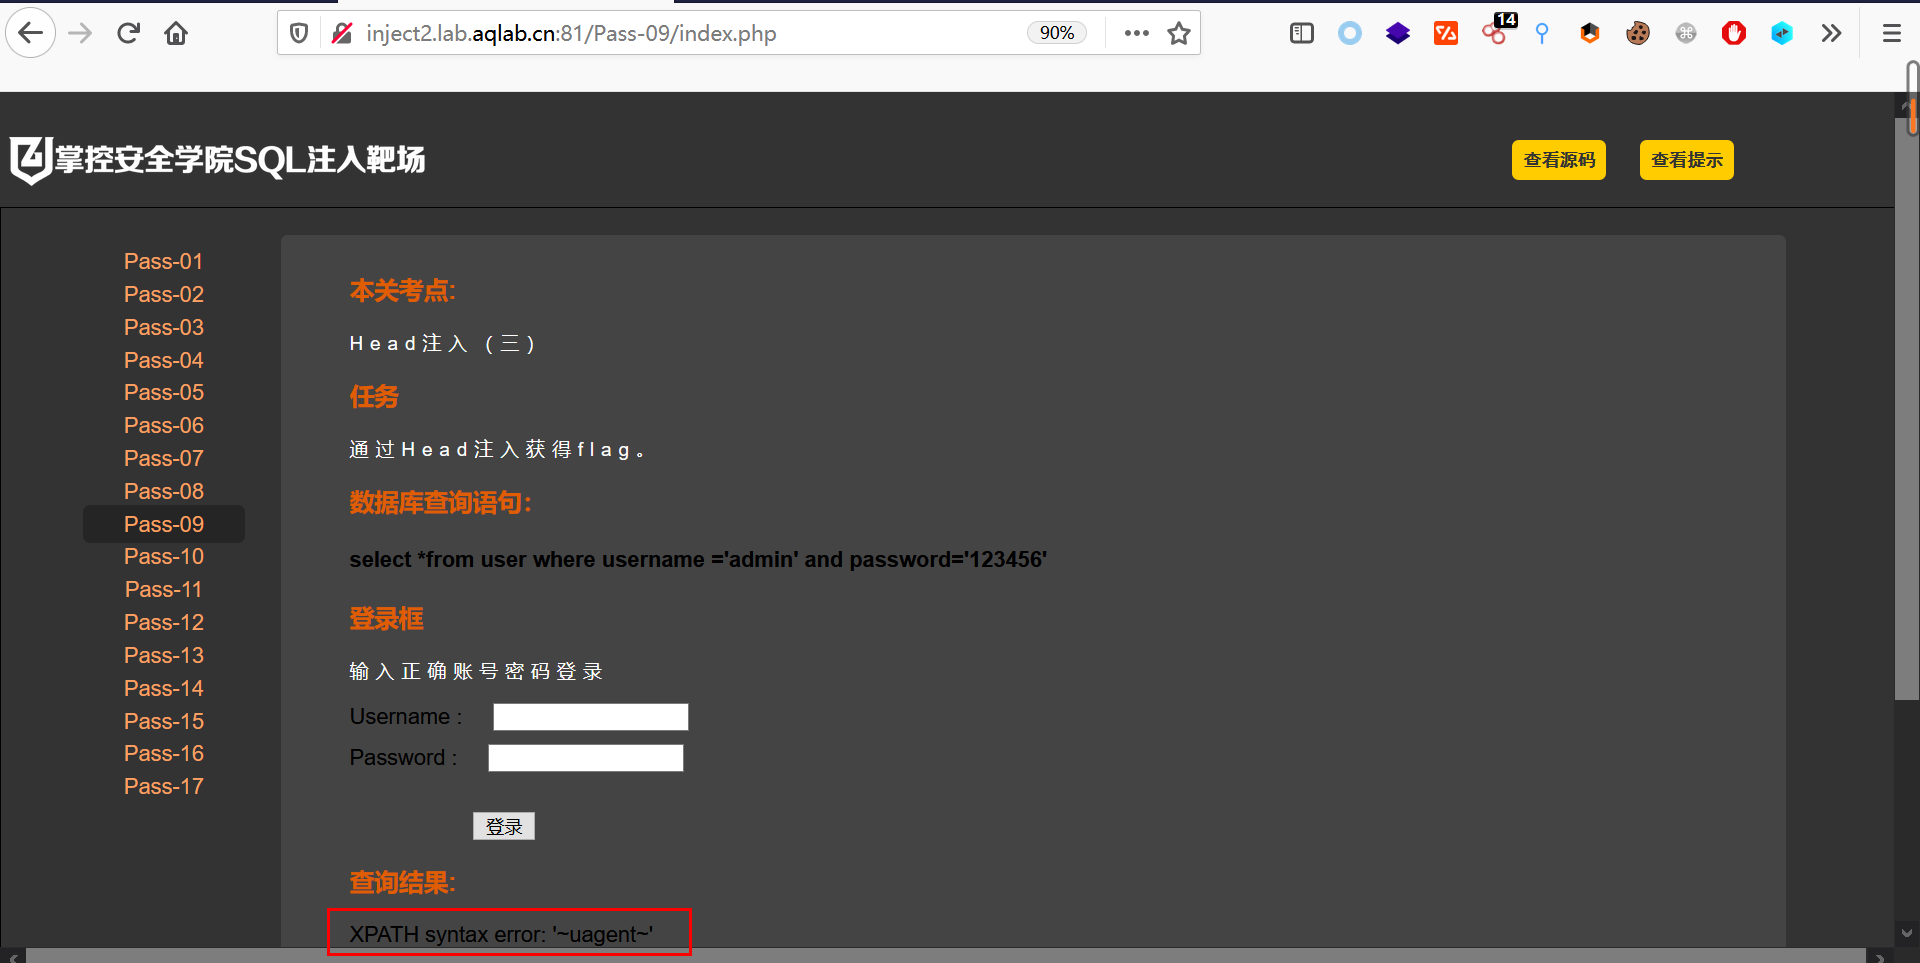 inject2.lab.aqlab.cn:81/Pass-09/index.php
90%
14
掌控安全学院SQL注入靶场
查看源码
查看提示
Pass-01
Pass-02
Pass-03
Pass-04
Pass-05
Pass-06
Pass-07
Pass-08
Pass-09
Pass-10
Pass-11
Pass-12
Pass-13
Pass-14
Pass-15
Pass-16
Pass-17
本关考点:
Head注入（三）
任务
通过Head注入获得flag。
数据库查询语句：
select *from user where username ='admin' and password='123456'
登录框
输入正确账号密码登录
Username :
Password :
登录
查询结果:
XPATH syntax error: '~uagent~'